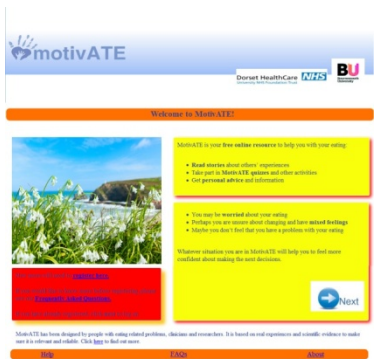 motivATE
Dorset HealthCare NHS
University NHS Foundation Trust
BU
Bournemouth
University
Welcome to MotivATE!
MotivATE is your free online resource to help you with your eating.
Read stories about others' experiences
Take part in MotivATE quizzes and other activities
Get personal advice and information
You may be worried about your eating
Perhaps you are unsure about changing and have mixed feelings
Maybe you don't feel that you have a problem with your eating
Whatever situation you are in MotivATE will help you to feel more
confident about making the next decisions.
Next
register here
Frequently Asked Questions
MotivATE has been designed by people with eating related problems, clinicians and researchers. It is based on real experiences and scientific evidence to make
sure it is relevant and reliable. Click here to find out more.
Help FAQs About